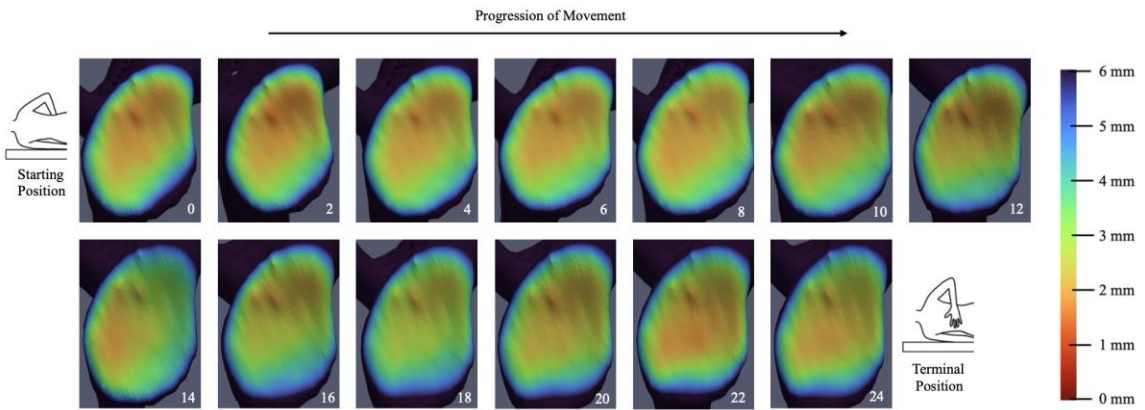 Progression of Movement
Starting
Position
0
2
4
6
8
10
12
6 mm
5 mm
4 mm
3 mm
2 mm
1 mm
0 mm
14
16
18
20
22
24
Terminal
Position